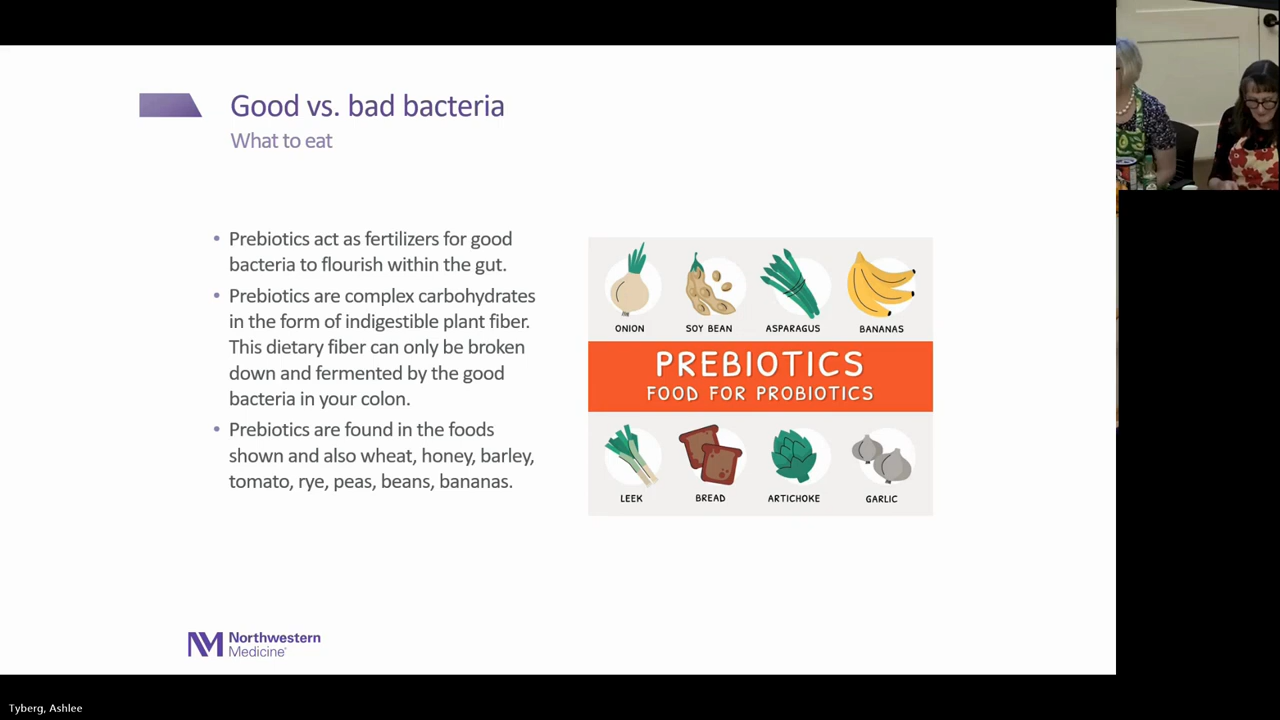 Good vs. bad bacteria
What to eat
• Prebiotics act as fertilizers for good
bacteria to flourish within the gut.
• Prebiotics are complex carbohydrates
in the form of indigestible plant fiber.
This dietary fiber can only be broken
down and fermented by the good
bacteria in your colon.
• Prebiotics are found in the foods
shown and also wheat, honey, barley,
tomato, rye, peas, beans, bananas.
ONION SOY BEAN ASPARAGUS BANANAS
PREBIOTICS
FOOD FOR PROBIOTICS
LEEK BREAD ARTICHOKE GARLIC
NM Northwestern
Medicine®
Tyberg, Ashlee